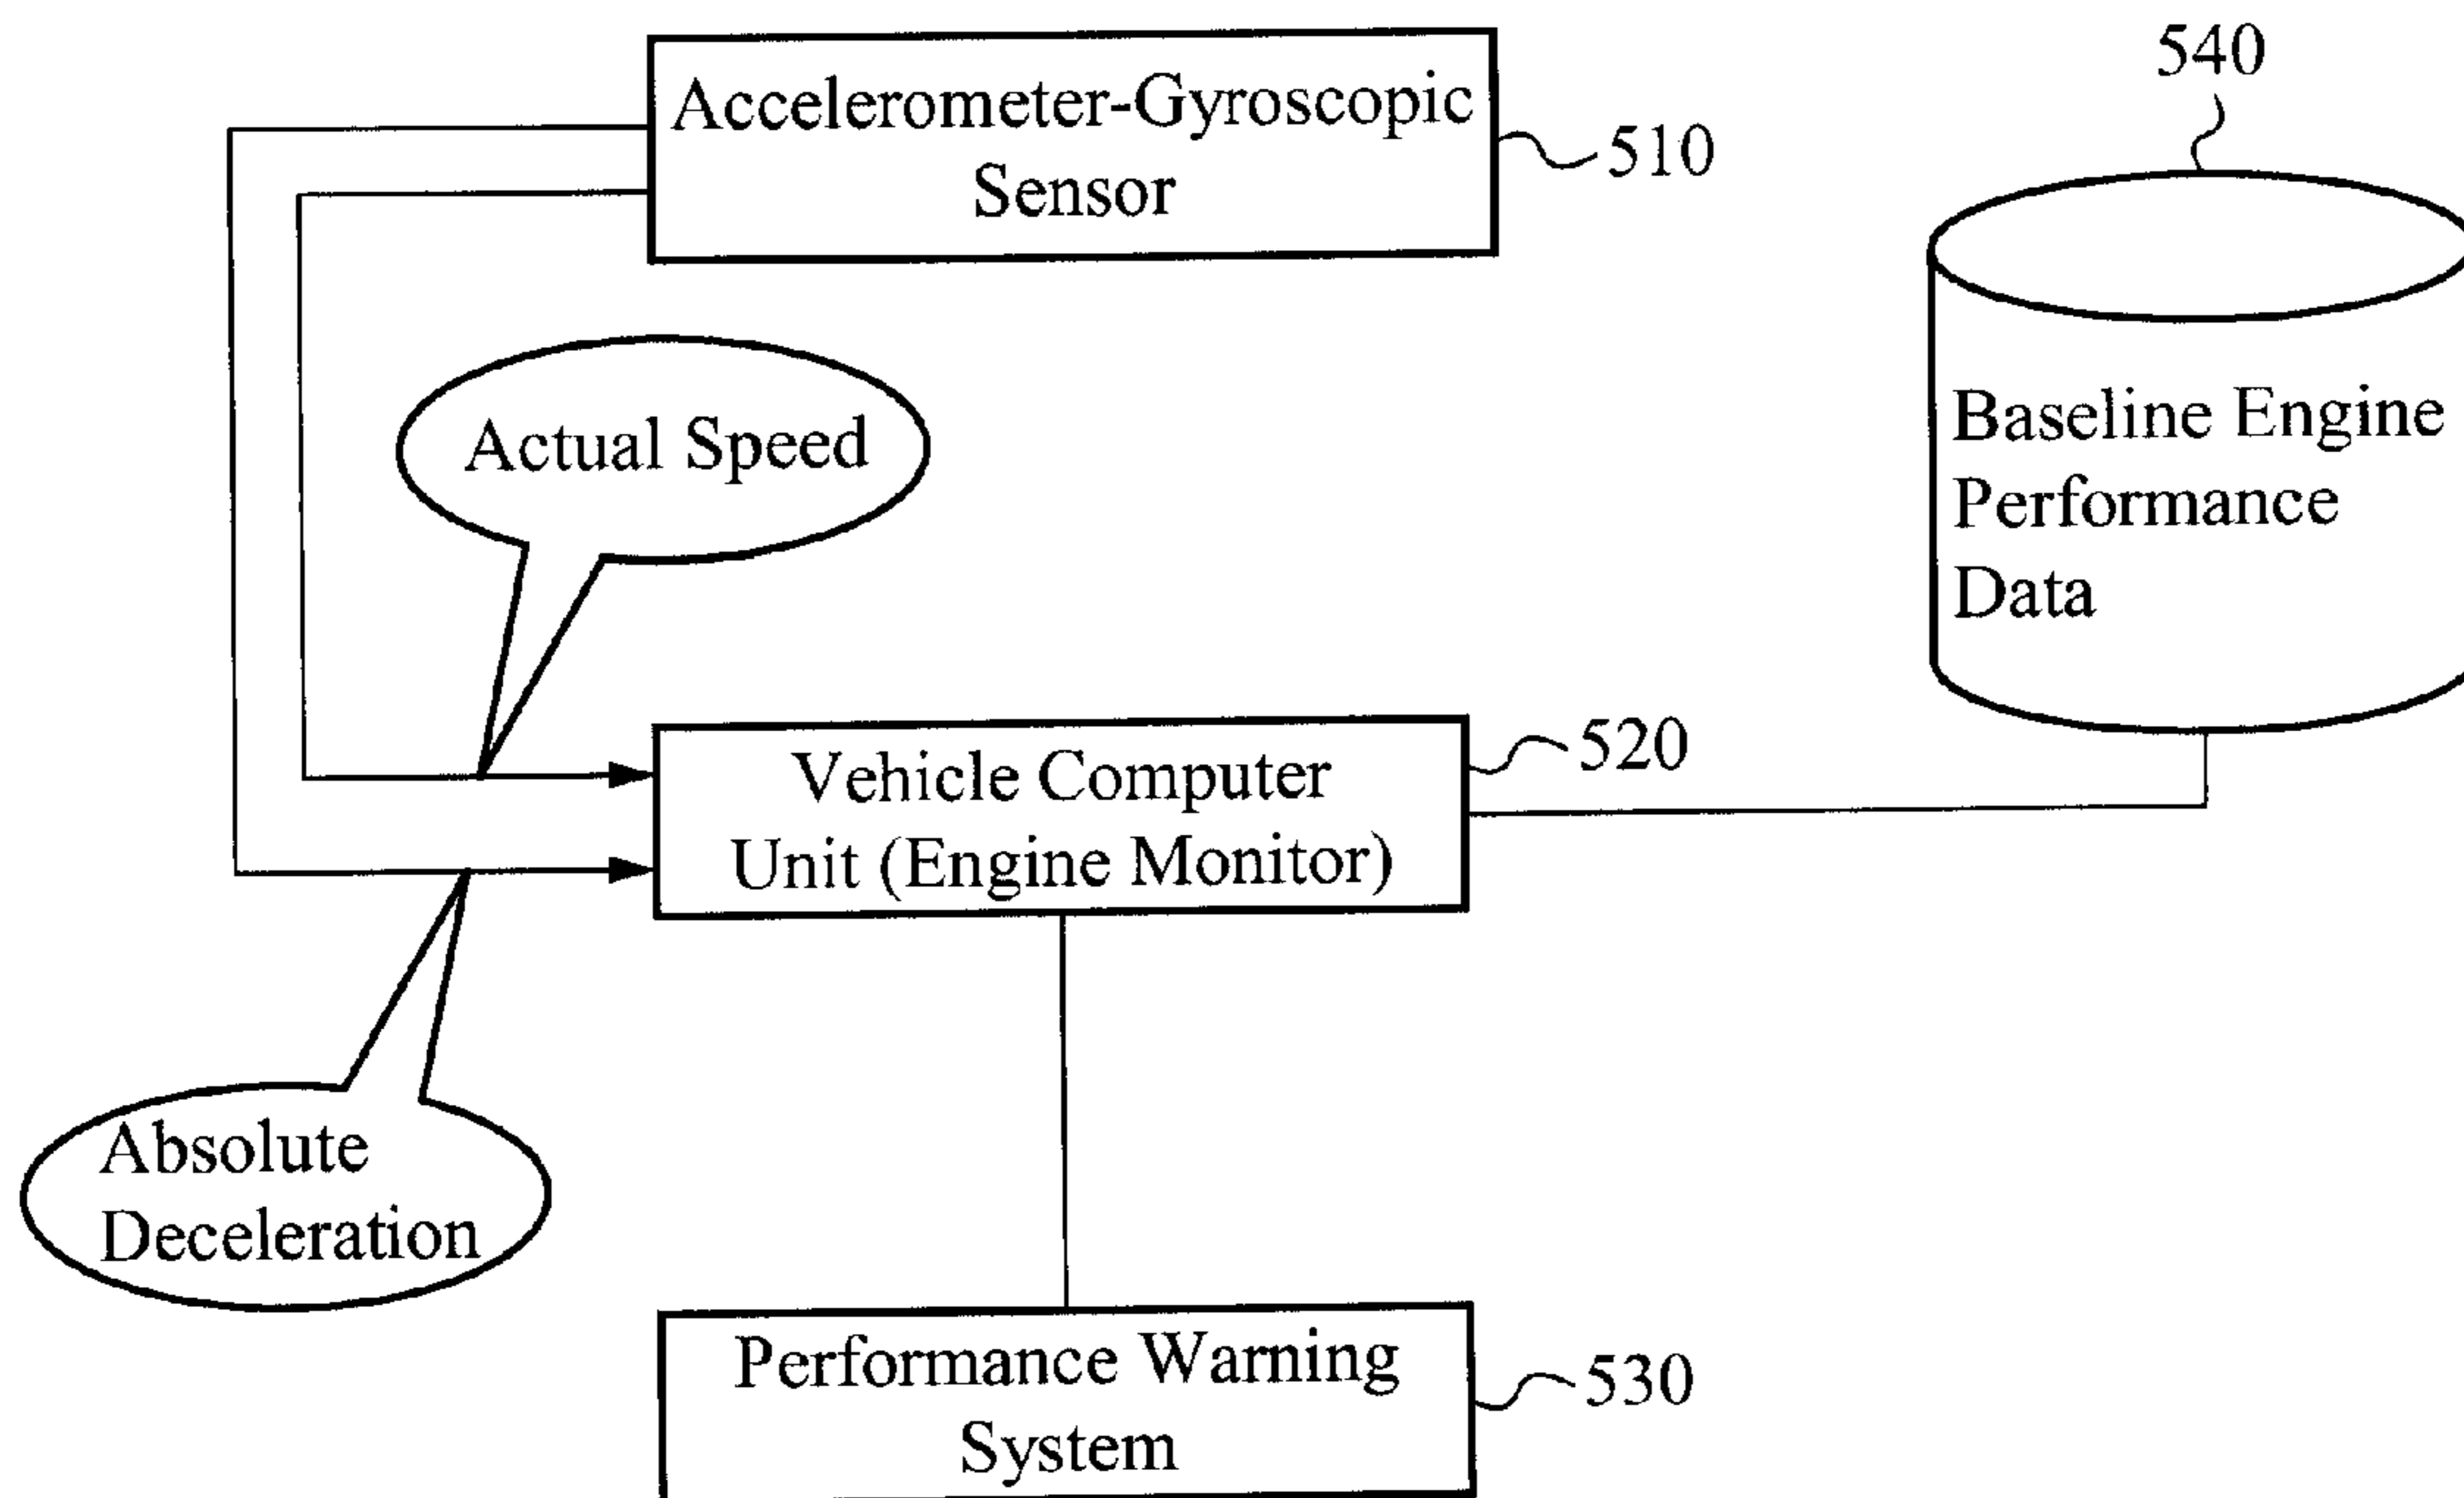 540
Accelerometer-Gyroscopic
Sensor
510
Actual Speed
Baseline Engine
Performance
Data
Vehicle Computer
Unit (Engine Monitor)
520
Absolute
Deceleration
Performance Warning
System
530